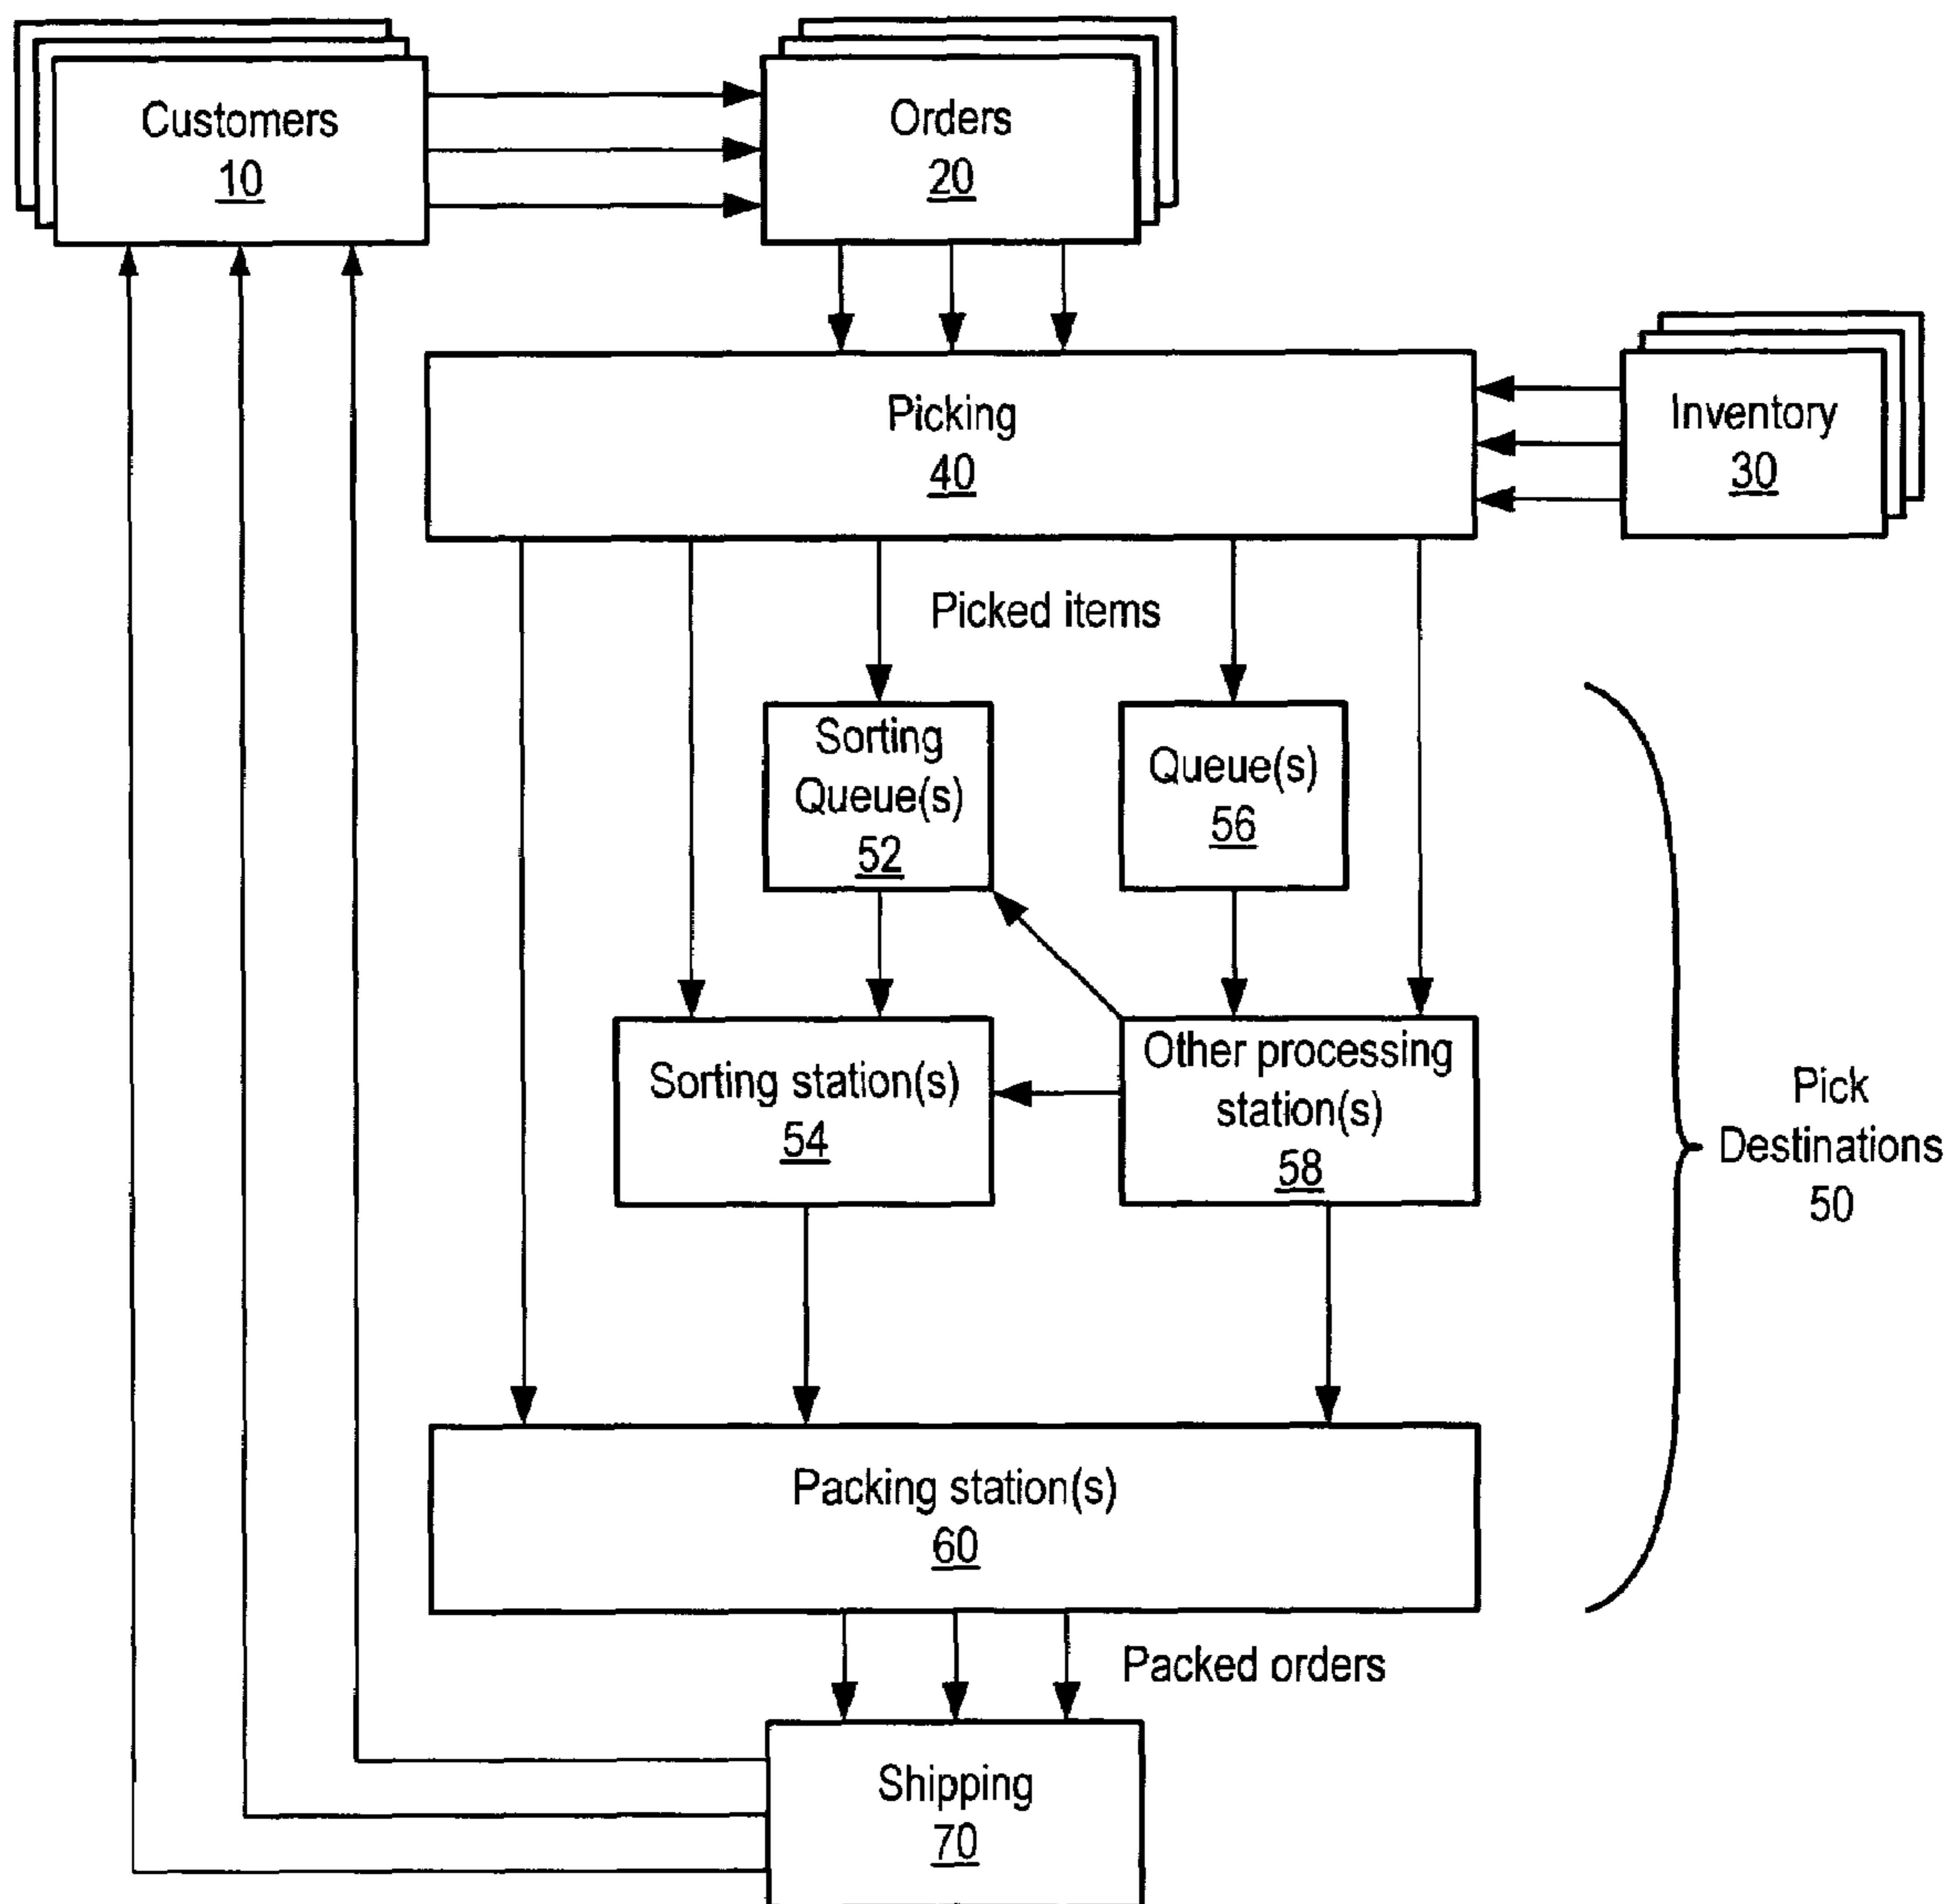 Customers
10
Orders
20
Picking
40
Inventory
30
Picked items
Sorting
Queue(s)
52
Queue(s)
56
Sorting station(s)
54
Other processing
station(s)
58
Pick
Destinations
50
Packing station(s)
60
Packed orders
Shipping
70